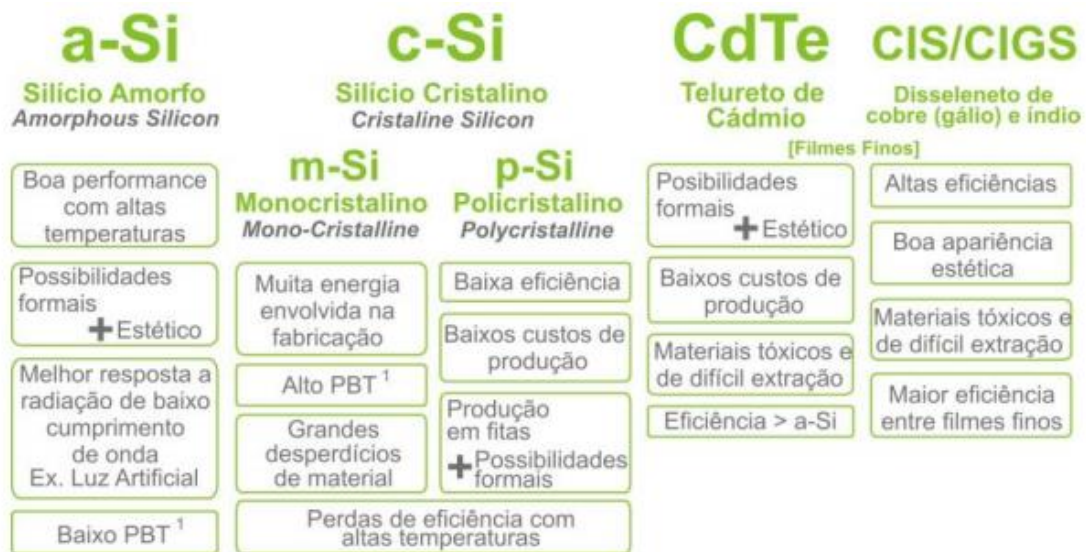 a-Si
Silício Amorfo
Amorphous Silicon
Boa performance
com altas
temperaturas
Possibilidades
formais
+Estético
Melhor resposta a
radiação de baixo
cumprimento
de onda
Ex. Luz Artificial
Baixo PBT ¹
c-Si
Silício Cristalino
Cristaline Silicon
m-Si
Monocristalino
Mono-Cristalline
Muita energia
envolvida na
fabricação
Alto PBT ¹
Grandes
desperdícios
de material
p-Si
Policristalino
Polycristalline
Baixa eficiência
Baixos custos de
produção
Produção
em fitas
+Possibilidades
formais
Perdas de eficiência com
altas temperaturas
CdTe
Telureto de
Cádmio
CIS/CIGS
Disseleneto de
cobre (gálio) e índio
[Filmes Finos]
Posibilidades
formais
+Estético
Baixos custos de
produção
Materiais tóxicos e
de difícil extração
Eficiência > a-Si
Altas eficiências
Boa apariência
estética
Materiais tóxicos e
de difícil extração
Maior eficiência
entre filmes finos